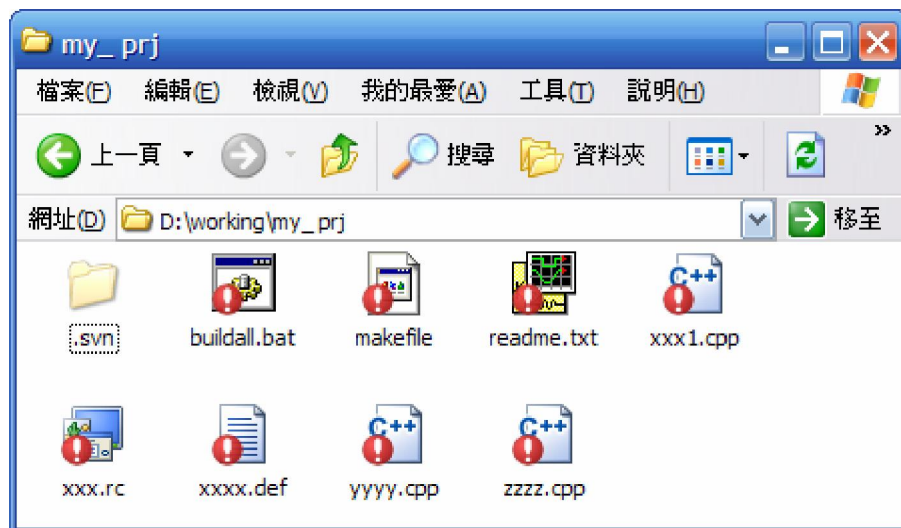 my_ prj
檔案(F) 編輯(E) 檢視(V) 我的最愛(A) 工具(T) 說明(H)
上一頁 搜尋 資料夾 »
網址(D) D:\working\my_ prj 移至
.svn buildall.bat makefile readme.txt xxx1.cpp
xxx.rc xxxx.def yyyy.cpp zzzz.cpp